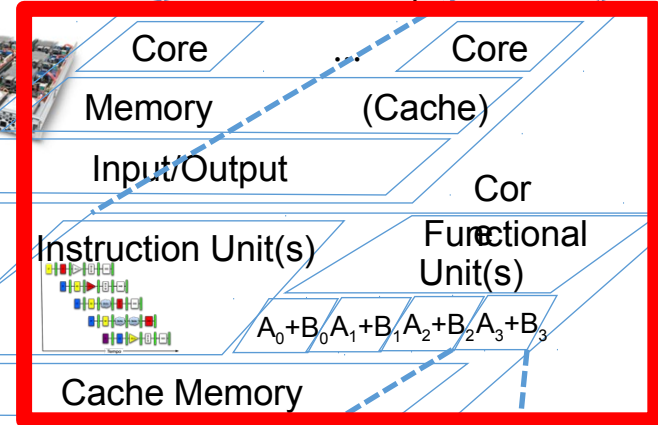 Core ... Core
Memory (Cache)
Input/Output
Cor
e
Instruction Unit(s)
Functional
Unit(s)
A₀+B₀ A₁+B₁ A₂+B₂ A₃+B₃
Cache Memory